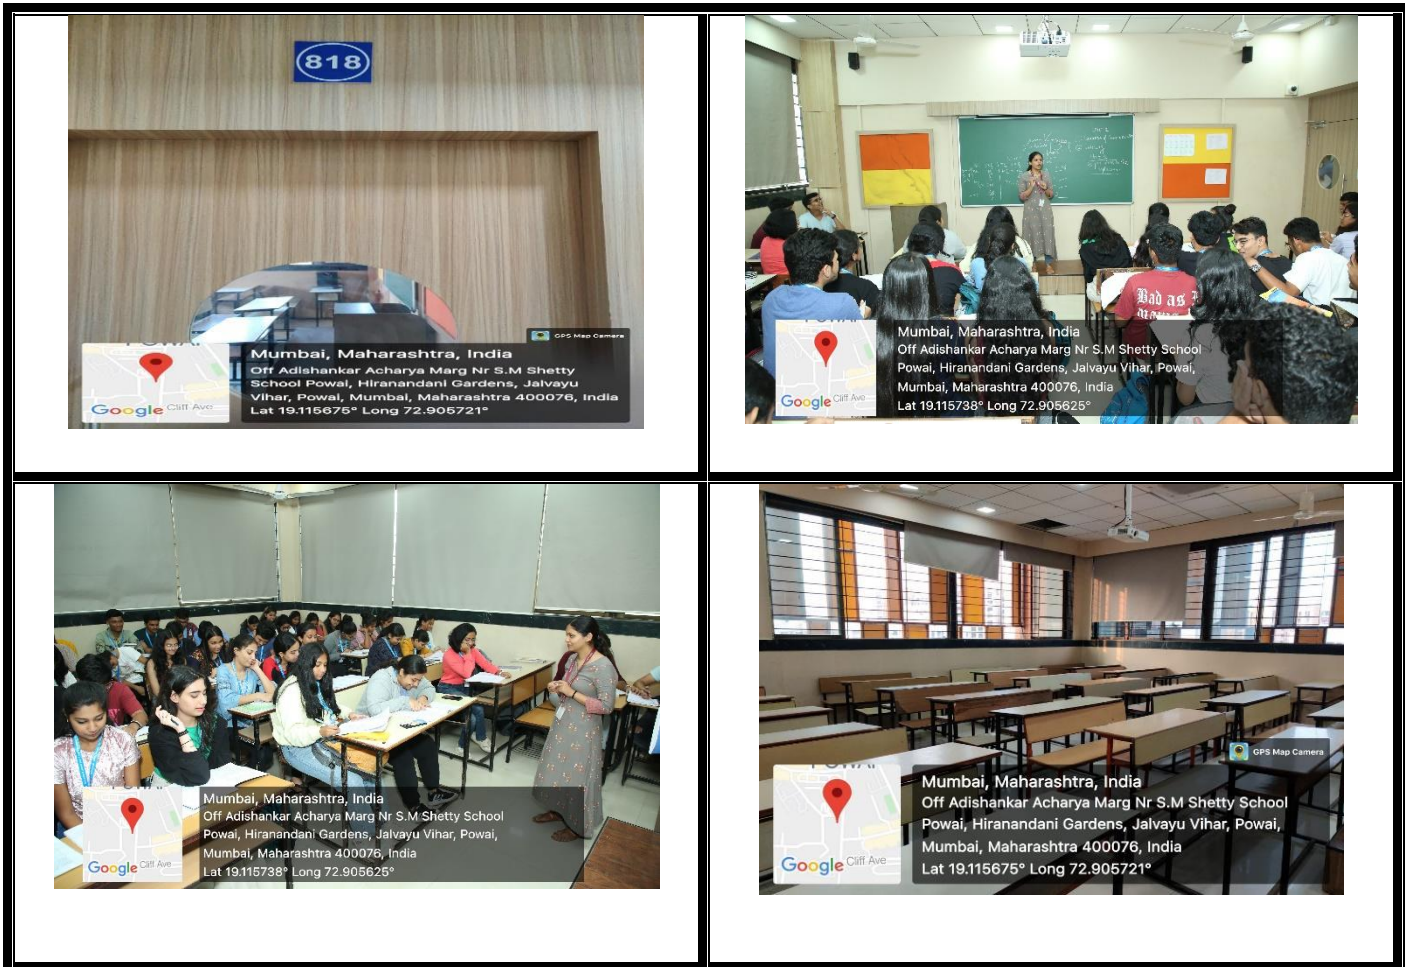 818
GPS Map Camera
POWAI
Google
Cliff Ave
Mumbai, Maharashtra, India
Off Adishankar Acharya Marg Nr S.M Shetty
School Powai, Hiranandani Gardens, Jalvayu
Vihar, Powai, Mumbai, Maharashtra 400076, India
Lat 19.115675° Long 72.905721°
Bad as
POWAI
Google
Cliff Ave
Mumbai, Maharashtra, India
Off Adishankar Acharya Marg Nr S.M Shetty School
Powai, Hiranandani Gardens, Jalvayu Vihar, Powai,
Mumbai, Maharashtra 400076, India
Lat 19.115738° Long 72.905625°
POWAI
Google
Cliff Ave
Mumbai, Maharashtra, India
Off Adishankar Acharya Marg Nr S.M Shetty School
Powai, Hiranandani Gardens, Jalvayu Vihar, Powai,
Mumbai, Maharashtra 400076, India
Lat 19.115738° Long 72.905625°
GPS Map Camera
POWAI
Google
Cliff Ave
Mumbai, Maharashtra, India
Off Adishankar Acharya Marg Nr S.M Shetty School
Powai, Hiranandani Gardens, Jalvayu Vihar, Powai,
Mumbai, Maharashtra 400076, India
Lat 19.115675° Long 72.905721°